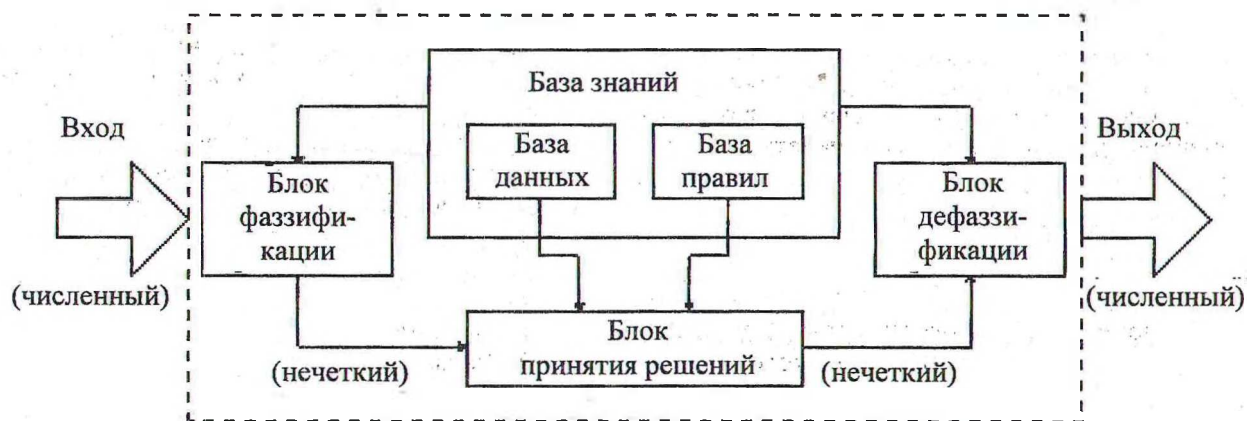 База знаний
Вход
Выход
База
данных
База
правил
Блок
фаззифи-
кации
Блок
дефаззи-
фикации
(численный)
(численный)
Блок
принятия решений
(нечеткий)
(нечеткий)